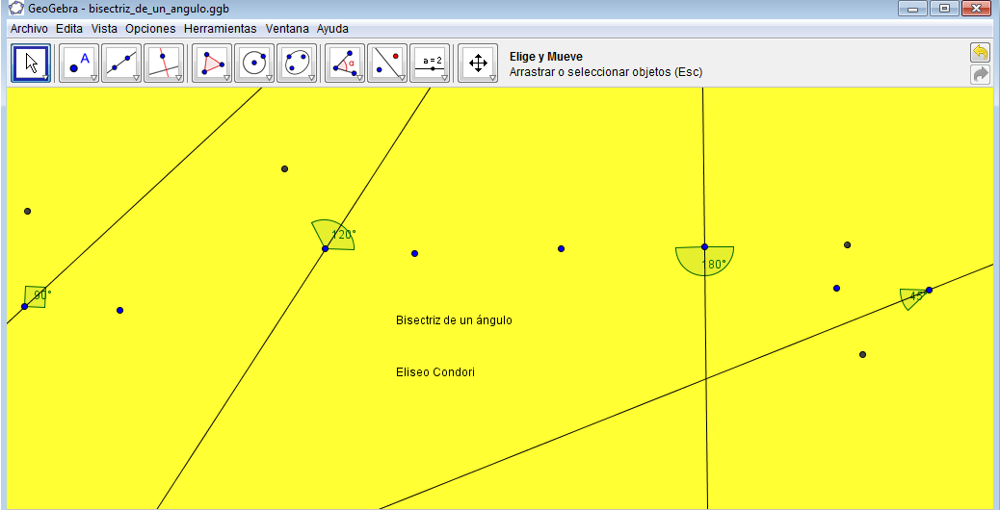 GeoGebra - bisectriz_de_un_angulo.ggb
Archivo Edita Vista Opciones Herramientas Ventana Ayuda
A
α
a = 2
Elige y Mueve
Arrastrar o seleccionar objetos (Esc)
120°
180°
90°
45°
Bisectriz de un ángulo
Eliseo Condori